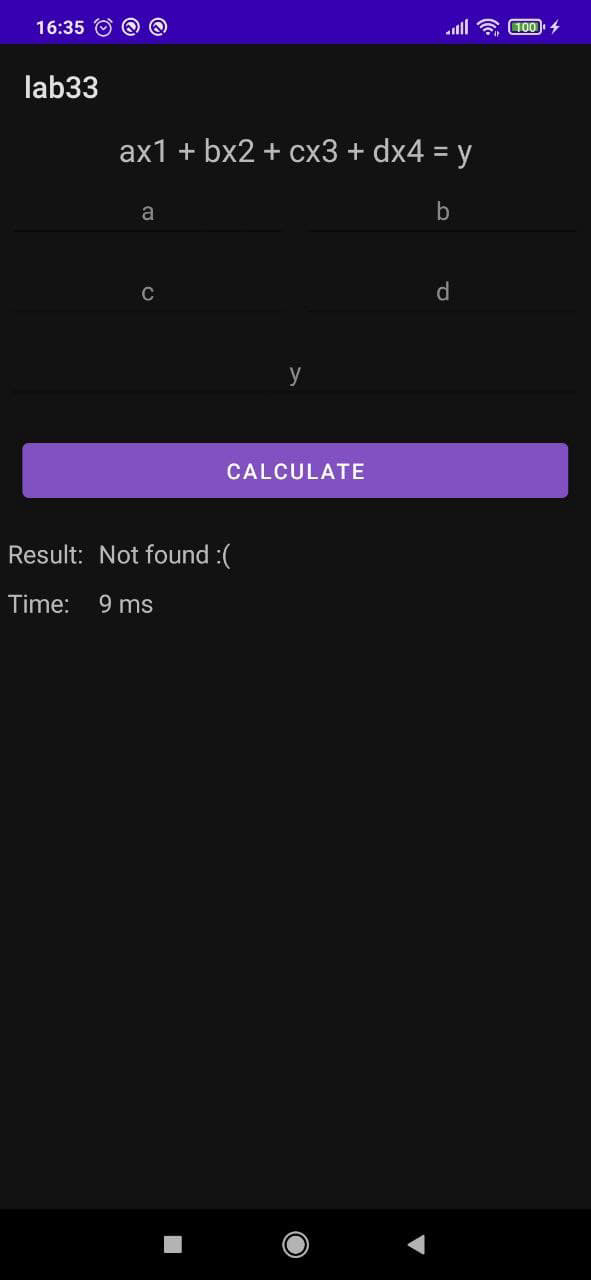 16:35 100
lab33
ax1 + bx2 + cx3 + dx4 = y
a b
c d
y
CALCULATE
Result: Not found :(
Time: 9 ms